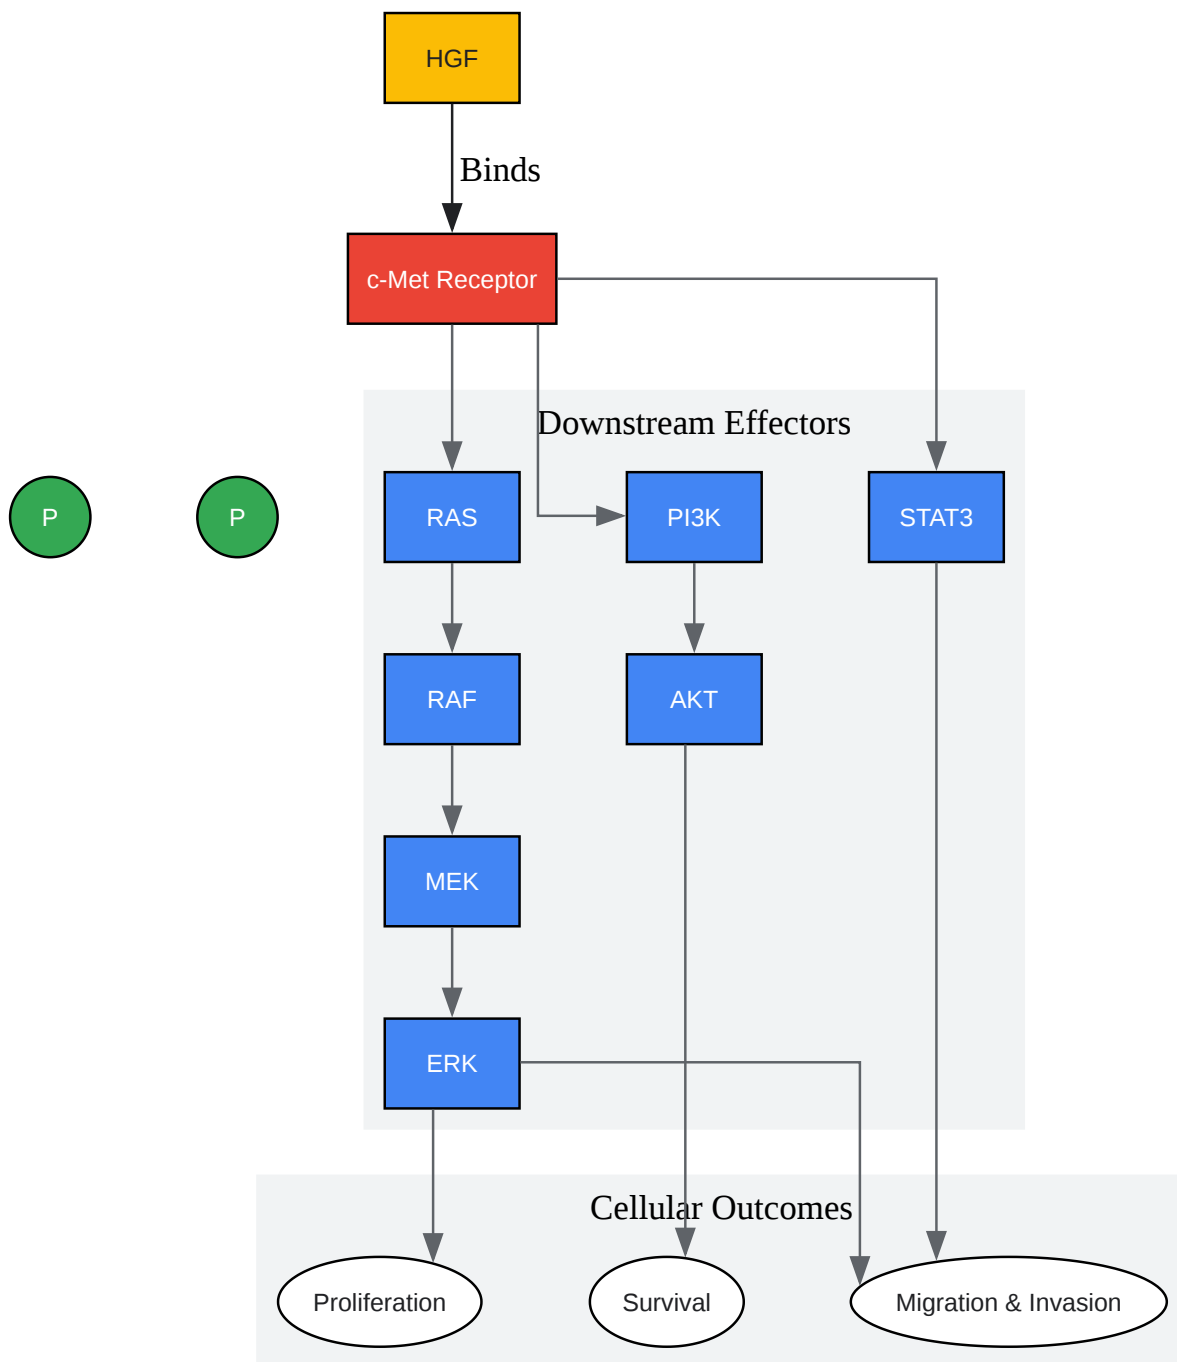 HGF
Binds
c-Met Receptor
Downstream Effectors
P
P
RAS
PI3K
STAT3
RAF
AKT
MEK
ERK
Cellular Outcomes
Proliferation
Survival
Migration & Invasion